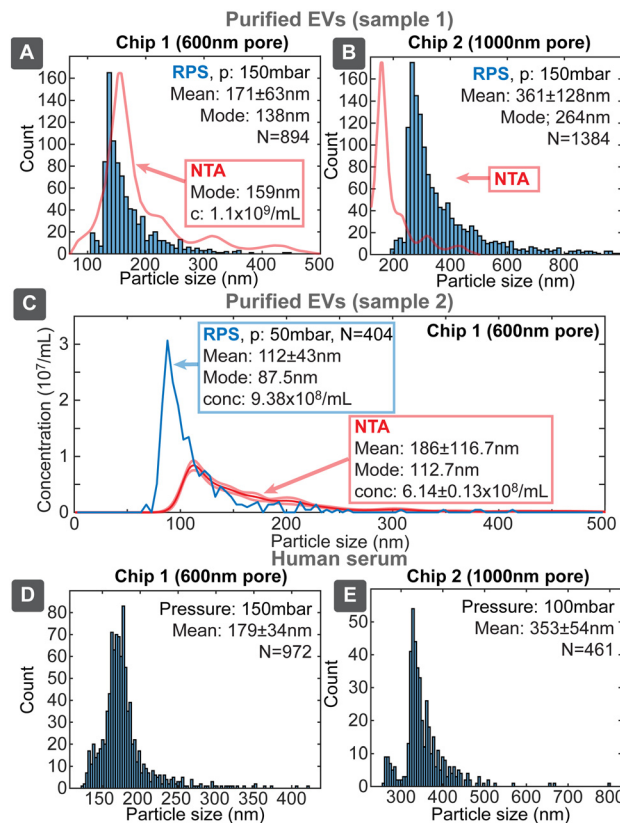 Purified EVs (sample 1)
A
Chip 1 (600nm pore)
RPS, p: 150mbar
Mean: 171±63nm
Mode: 138nm
N=894
NTA
Mode: 159nm
c: 1.1x10⁹/mL
Count
160
140
120
100
80
60
40
20
0
100 200 300 400 500
Particle size (nm)
B
Chip 2 (1000nm pore)
RPS, p: 150mbar
Mean: 361±128nm
Mode; 264nm
N=1384
NTA
Count
160
140
120
100
80
60
40
20
0
200 400 600 800
Particle size (nm)
Purified EVs (sample 2)
C
Chip 1 (600nm pore)
RPS, p: 50mbar, N=404
Mean: 112±43nm
Mode: 87.5nm
conc: 9.38x10⁸/mL
NTA
Mean: 186±116.7nm
Mode: 112.7nm
conc: 6.14±0.13x10⁸/mL
Concentration (10⁷/mL)
3
2
1
0
0 100 200 300 400 500
Particle size (nm)
Human serum
D
Chip 1 (600nm pore)
Pressure: 150mbar
Mean: 179±34nm
N=972
Count
80
70
60
50
40
30
20
10
0
150 200 250 300 350 400
Particle size (nm)
E
Chip 2 (1000nm pore)
Pressure: 100mbar
Mean: 353±54nm
N=461
Count
50
40
30
20
10
0
300 400 500 600 700 800
Particle size (nm)